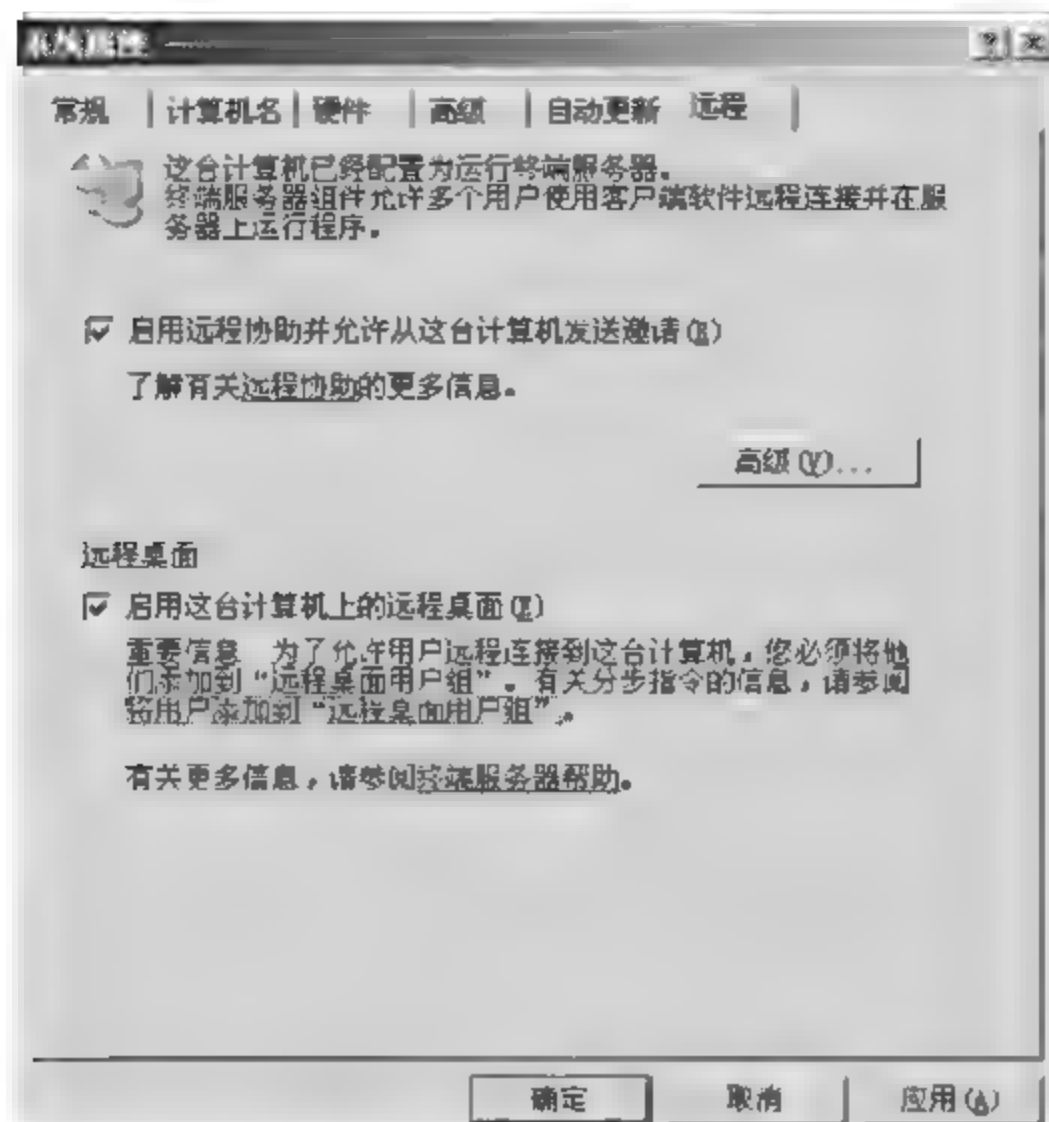 系统属性
常规 计算机名 硬件 高级 自动更新 远程
这台计算机已经配置为运行终端服务器。
终端服务器组件允许多个用户使用客户端软件远程连接并在服
务器上运行程序。
启用远程协助并允许从这台计算机发送邀请(R)
了解有关远程协助的更多信息。
高级(V)...
远程桌面
启用这台计算机上的远程桌面(E)
重要信息 为了允许用户远程连接到这台计算机，您必须将他
们添加到“远程桌面用户组”。有关分步指令的信息，请参阅
将用户添加到“远程桌面用户组”。
有关更多信息，请参阅终端服务器帮助。
确定 取消 应用(A)